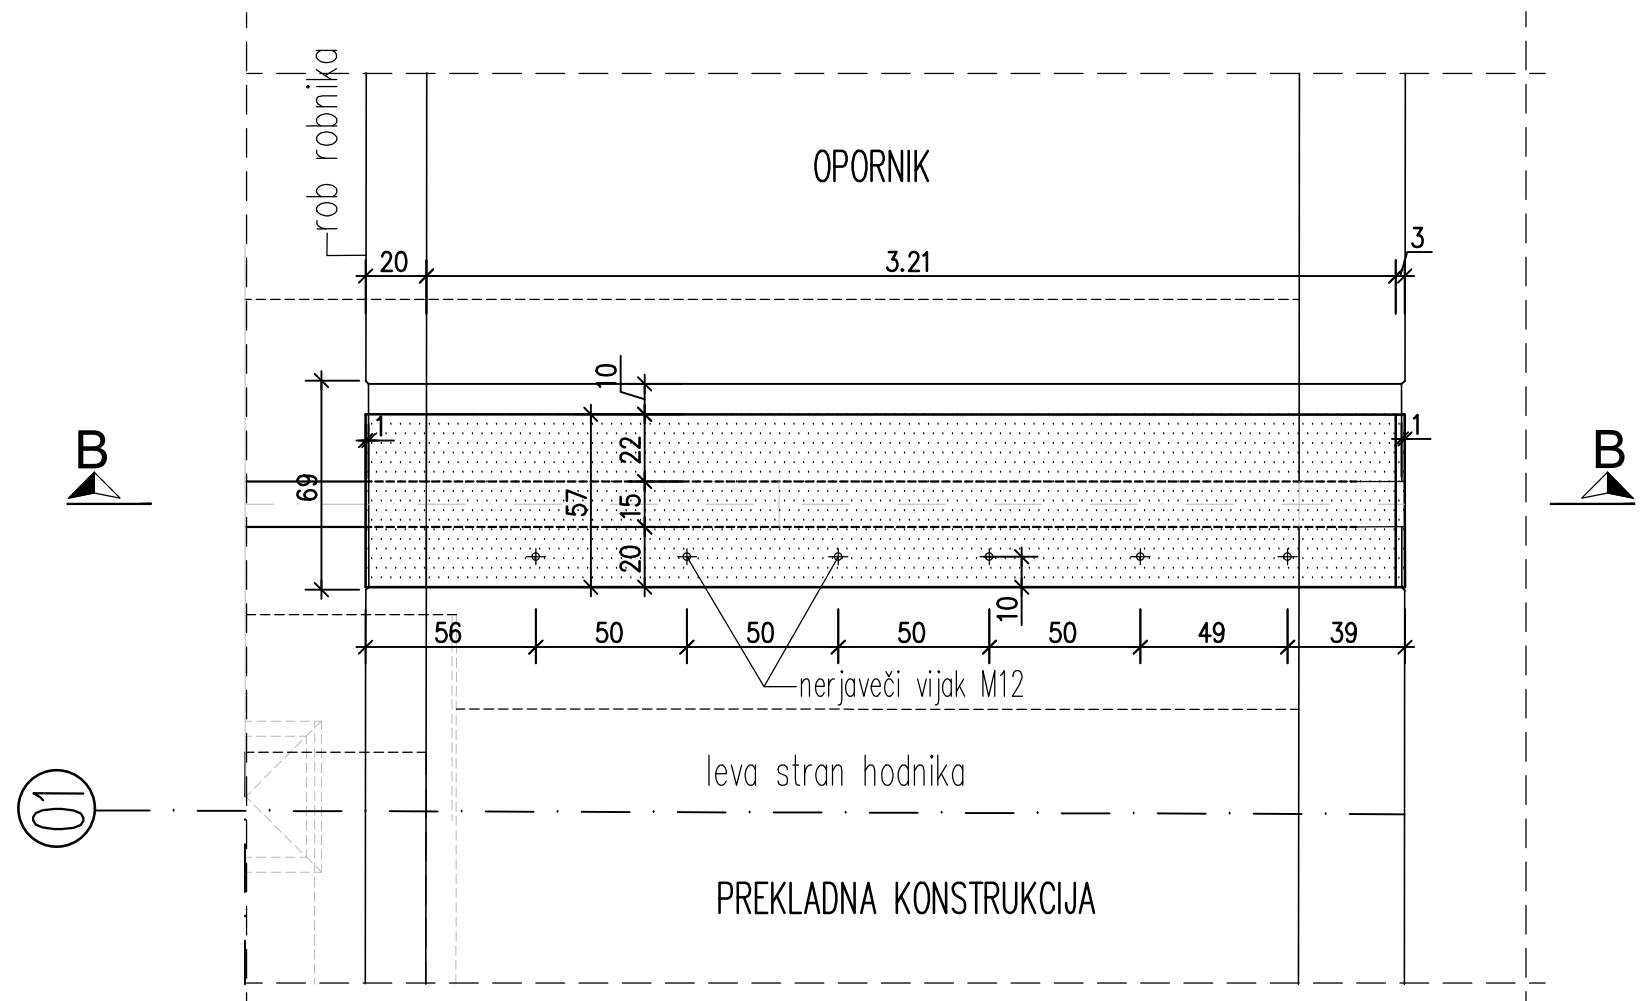 rob robnika
OPORNIK
20
3.21
3
10
1
1
B
B
22
69
57
15
20
10
56
50
50
50
50
49
39
nerjaveči vijak M12
leva stran hodnika
01
PREKLADNA KONSTRUKCIJA